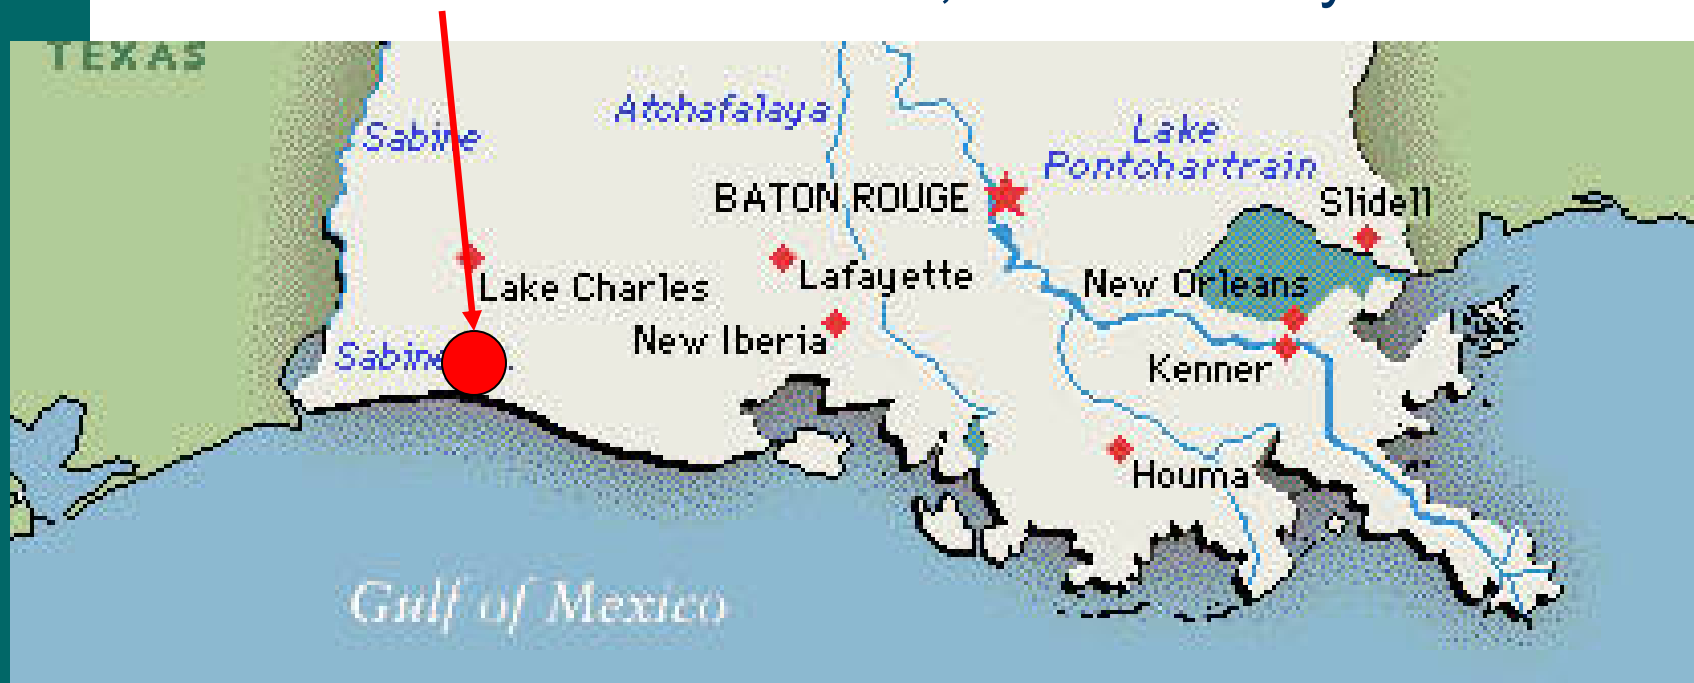 TEXAS
Sabine
Atchafalaya
Lake
Pontchartrain
BATON ROUGE
Slidell
Lake Charles
Lafayette
New Orleans
New Iberia
Sabine
Kenner
Houma
Gulf of Mexico